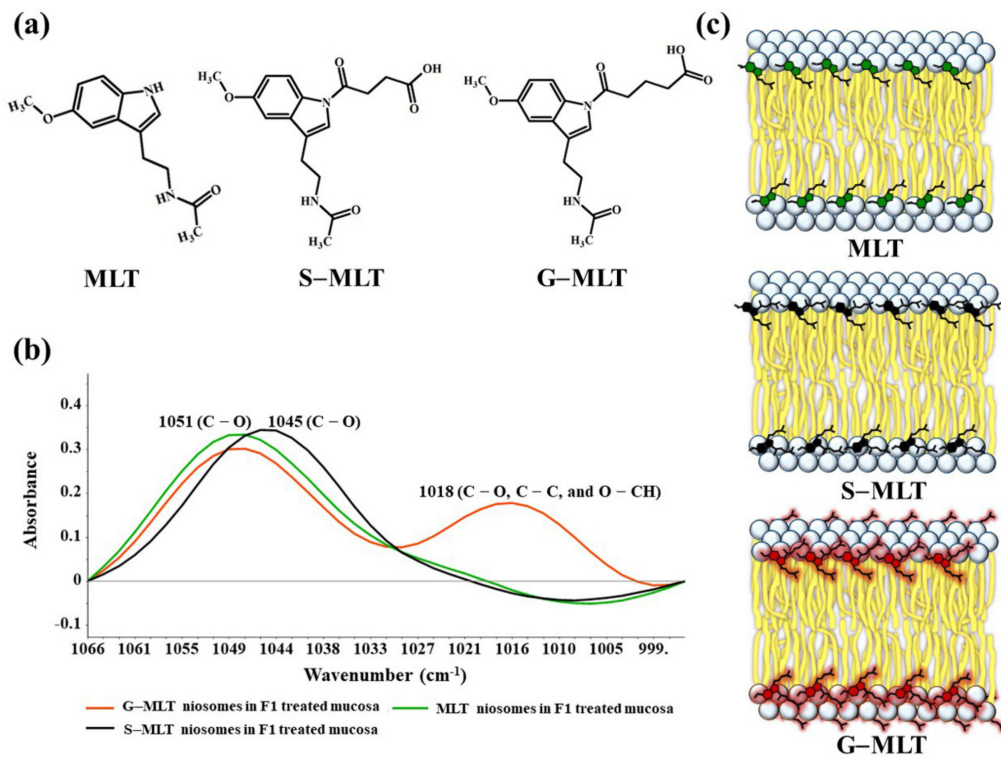 (a)
H₃C
O
NH
HN
O
CH₃
MLT
H₃C
O
N
O
OH
O
HN
O
H₃C
S–MLT
H₃C
O
N
O
HO
O
HN
O
H₃C
G–MLT
(b)
Absorbance
0.4
0.3
0.2
0.1
0
-0.1
1051 (C – O)
1045 (C – O)
1018 (C – O, C – C, and O – CH)
1066 1061 1055 1049 1044 1038 1033 1027 1021 1016 1010 1005 999.
Wavenumber (cm⁻¹)
G–MLT niosomes in F1 treated mucosa
MLT niosomes in F1 treated mucosa
S–MLT niosomes in F1 treated mucosa
(c)
MLT
S–MLT
G–MLT